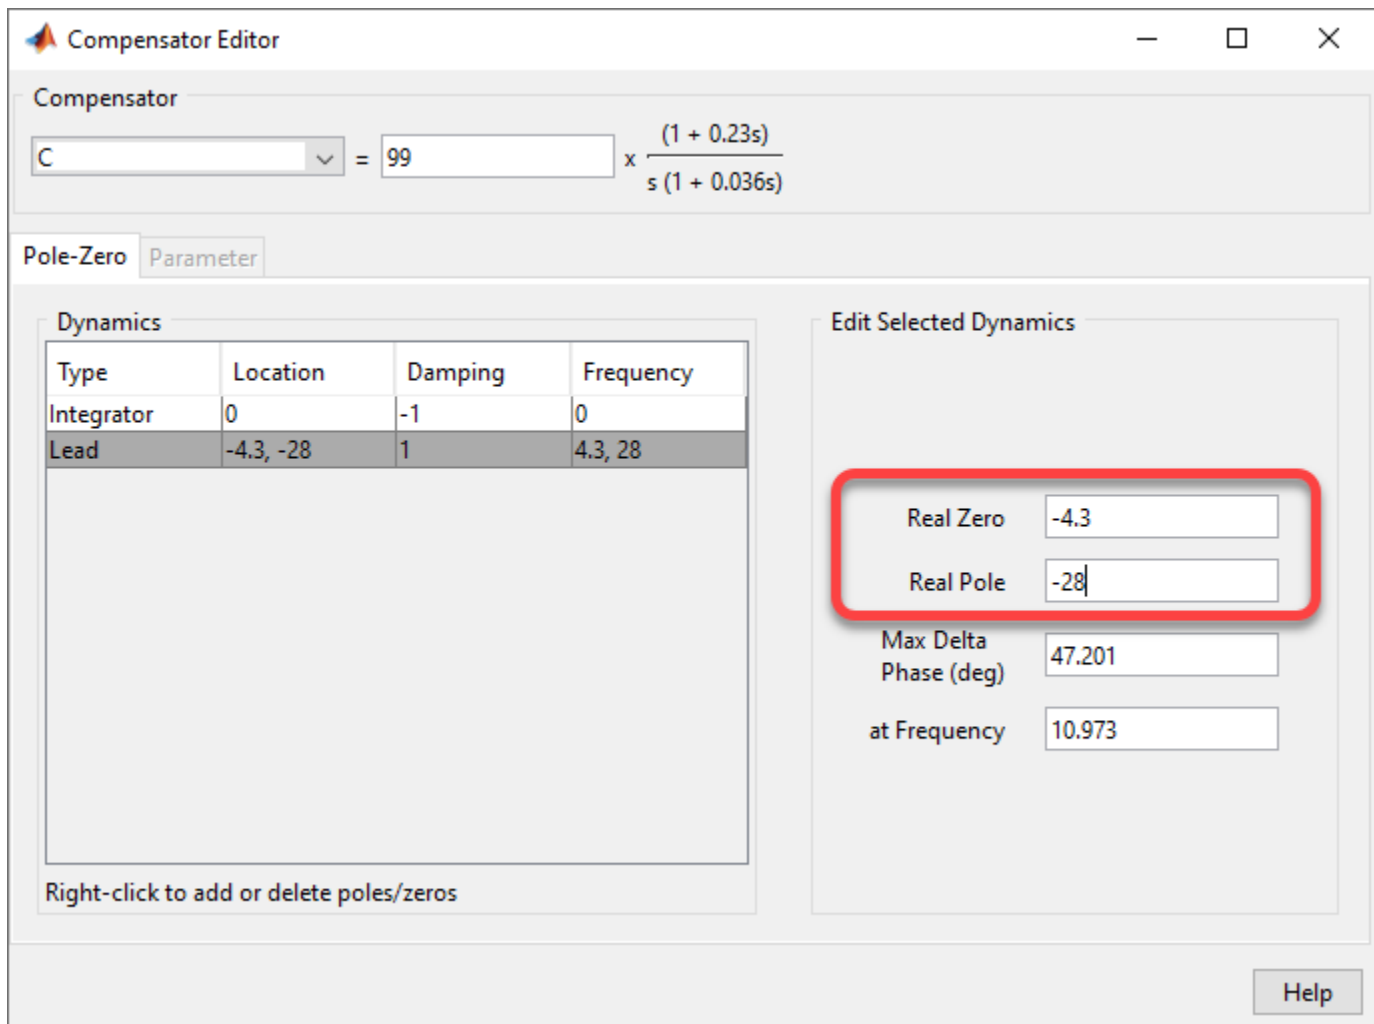 Compensator Editor
Compensator
C = 99 x (1 + 0.23s)
s (1 + 0.036s)
Pole-Zero Parameter
Dynamics
Type Location Damping Frequency
Integrator 0 -1 0
Lead -4.3, -28 1 4.3, 28
Right-click to add or delete poles/zeros
Edit Selected Dynamics
Real Zero -4.3
Real Pole -28
Max Delta
Phase (deg) 47.201
at Frequency 10.973
Help